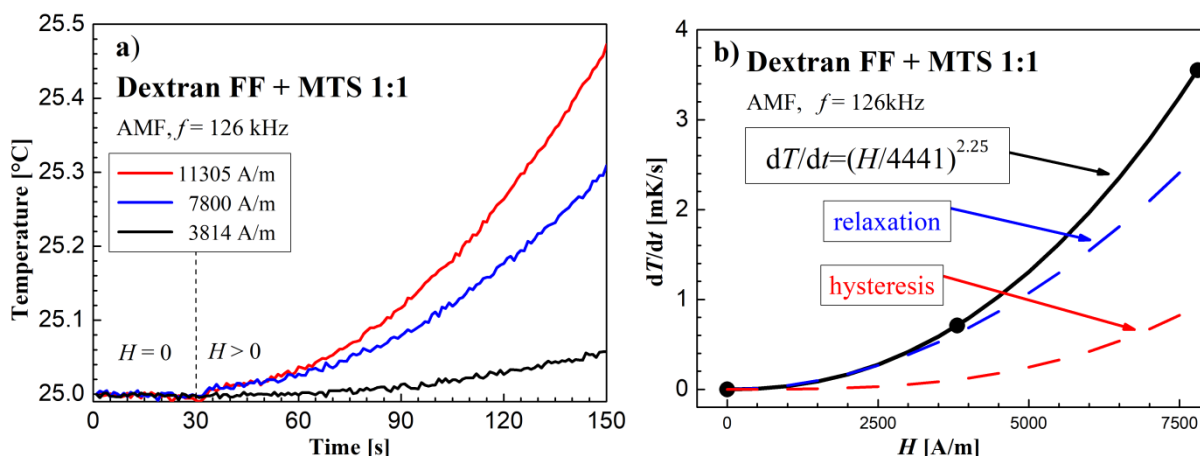 a)
Dextran FF + MTS 1:1
AMF, f = 126 kHz
11305 A/m
7800 A/m
3814 A/m
H = 0
H > 0
Temperature [°C]
25.5
25.4
25.3
25.2
25.1
25.0
0 30 60 90 120 150
Time [s]
b)
Dextran FF + MTS 1:1
AMF, f = 126kHz
dT/dt=(H/4441)^2.25
relaxation
hysteresis
dT/dt [mK/s]
4
3
2
1
0
0 2500 5000 7500
H [A/m]